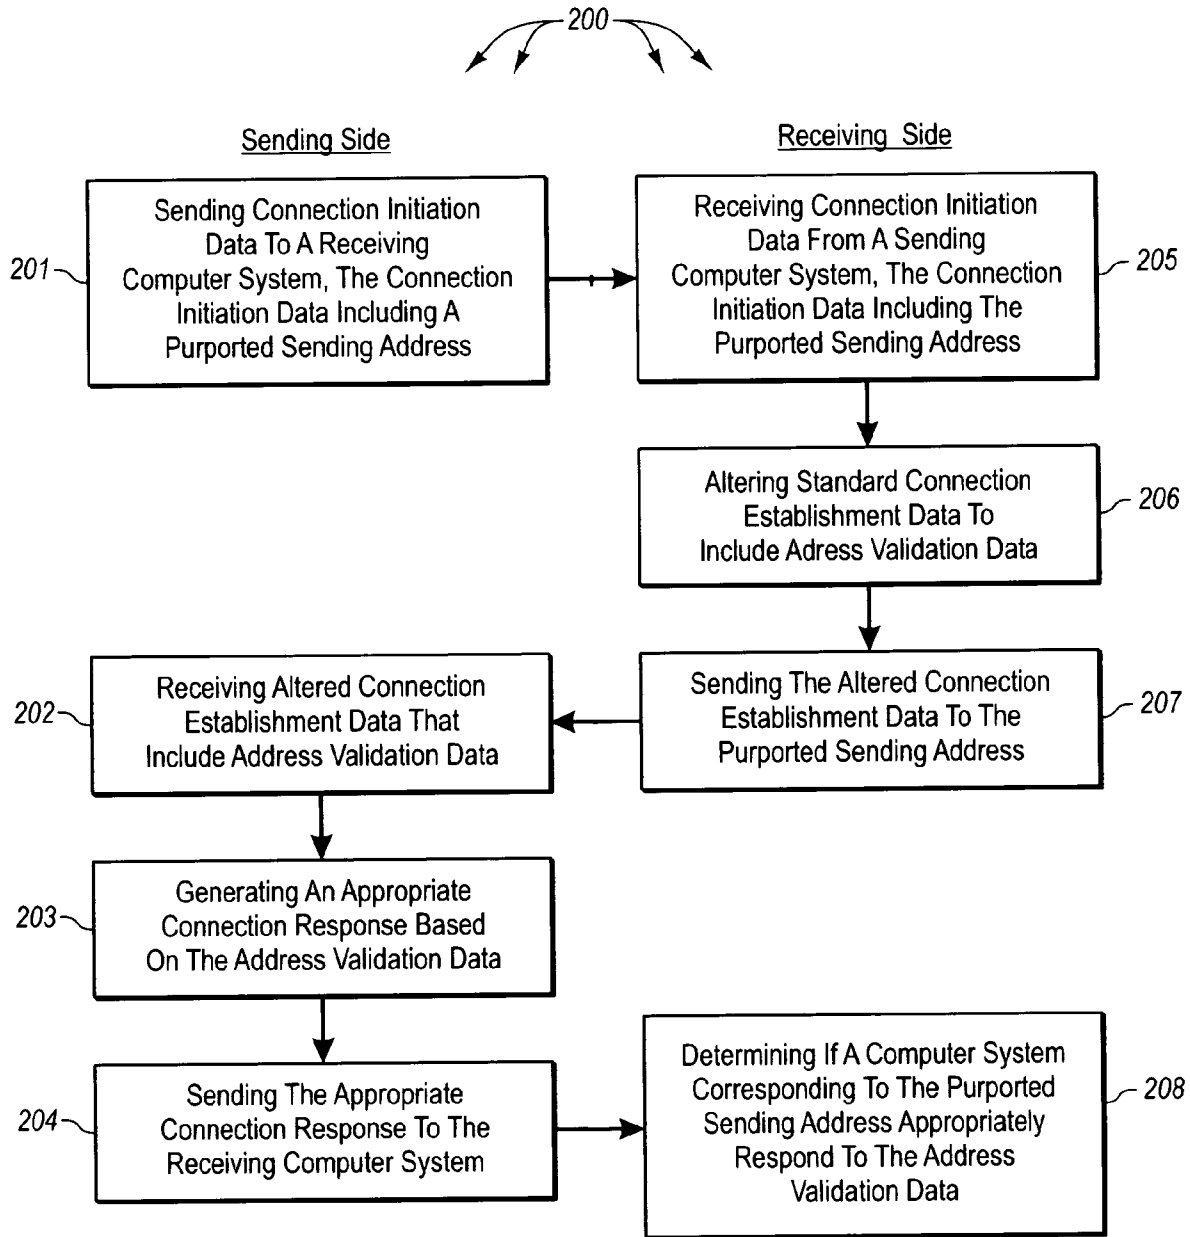 200
Sending Side
Receiving Side
201
Sending Connection Initiation
Data To A Receiving
Computer System, The Connection
Initiation Data Including A
Purported Sending Address
Receiving Connection Initiation
Data From A Sending
Computer System, The Connection
Initiation Data Including The
Purported Sending Address
205
Altering Standard Connection
Establishment Data To
Include Adress Validation Data
206
202
Receiving Altered Connection
Establishment Data That
Include Address Validation Data
Sending The Altered Connection
Establishment Data To The
Purported Sending Address
207
203
Generating An Appropriate
Connection Response Based
On The Address Validation Data
204
Sending The Appropriate
Connection Response To The
Receiving Computer System
Determining If A Computer System
Corresponding To The Purported
Sending Address Appropriately
Respond To The Address
Validation Data
208